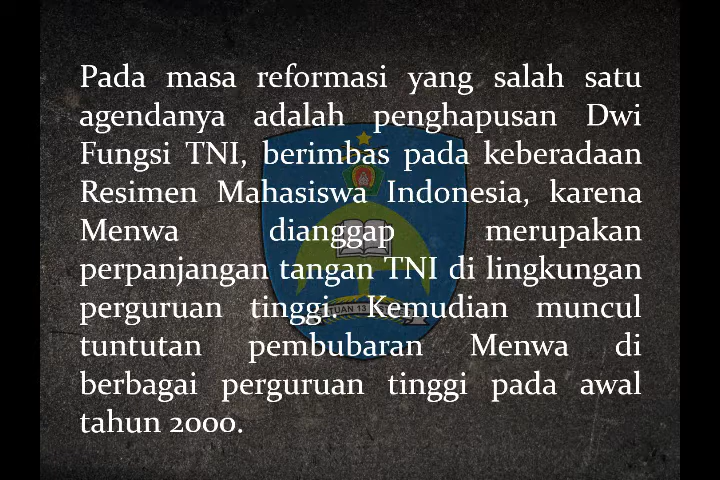 Pada masa reformasi yang salah satu
agendanya adalah penghapusan Dwi
Fungsi TNI, berimbas pada keberadaan
Resimen Mahasiswa Indonesia, karena
Menwa dianggap merupakan
perpanjangan tangan TNI di lingkungan
perguruan tinggi. Kemudian muncul
tuntutan pembubaran Menwa di
berbagai perguruan tinggi pada awal
tahun 2000.